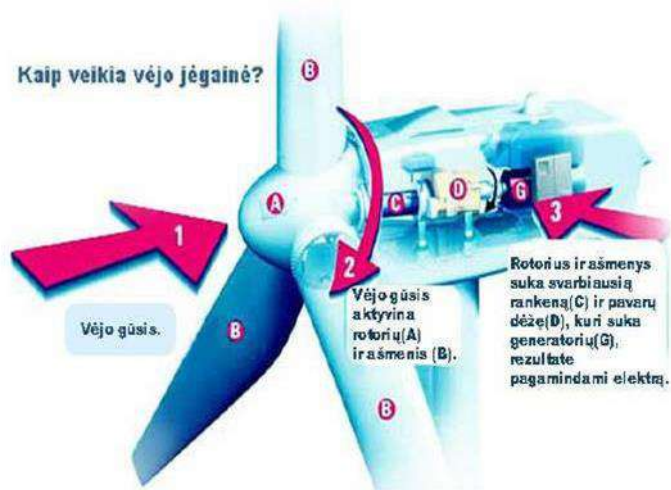 Kaip veikia vėjo jėgainė?
B
A
C
D
G
1
2
3
Vėjo gūsis.
B
Vėjo gūsis
aktyvina
rotorių(A)
ir ašmenis (B).
B
Rotorius ir ašmenys
suka svarbiausią
rankeną(C) ir pavarų
dėžę(D), kuri suka
generatorių(G),
rezultate
pagamindami elektrą.